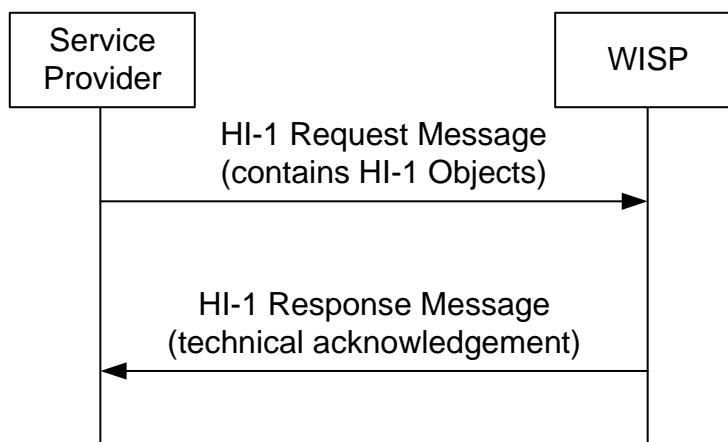 Service
Provider
WISP
HI-1 Request Message
(contains HI-1 Objects)
HI-1 Response Message
(technical acknowledgement)